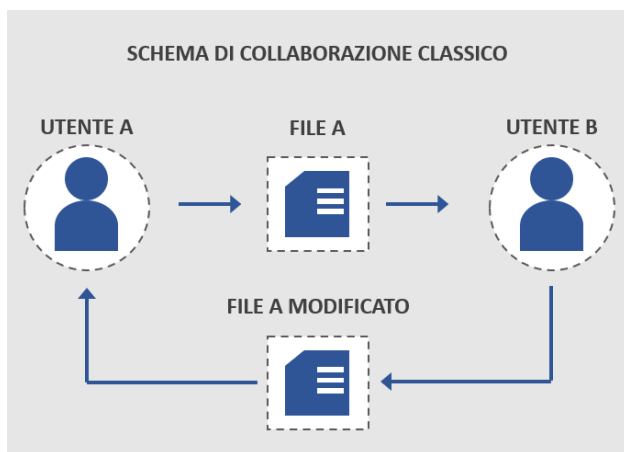 SCHEMA DI COLLABORAZIONE CLASSICO
UTENTE A
FILE A
UTENTE B
FILE A MODIFICATO